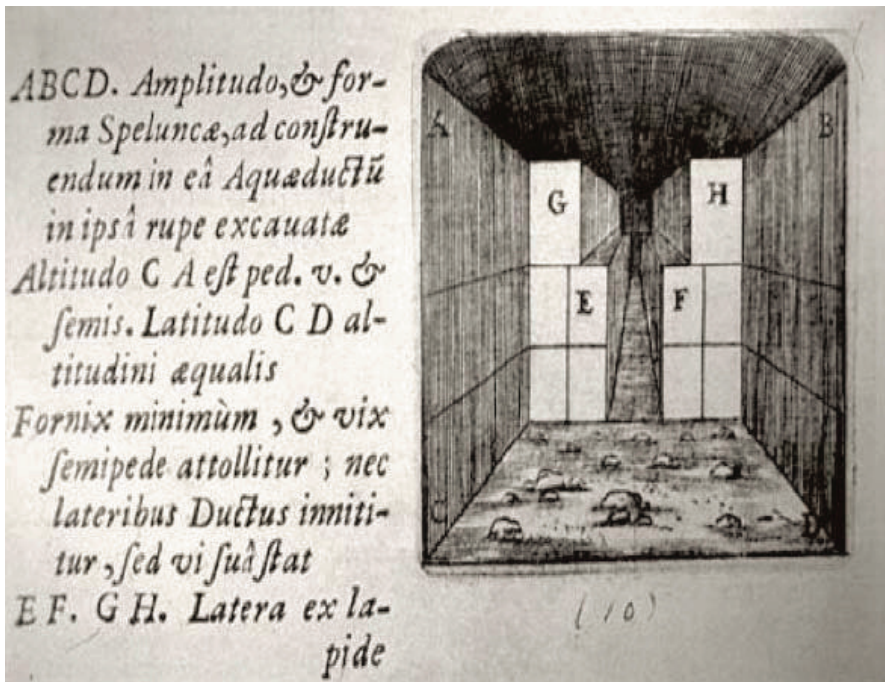 ABCD. Amplitudo, & for-
ma Speluncæ, ad conſtru-
endum in eâ Aquæductũ
in ipsâ rupe excauatæ
Altitudo C A eſt ped. v. &
ſemis. Latitudo C D al-
titudini æqualis
Fornix minimùm, & vix
ſemipede attollitur ; nec
lateribus Ductus inniti-
tur, ſed vi ſuâ ſtat
E F. G H. Latera ex la-
pide
A
B
G
H
E
F
C
D
(10)